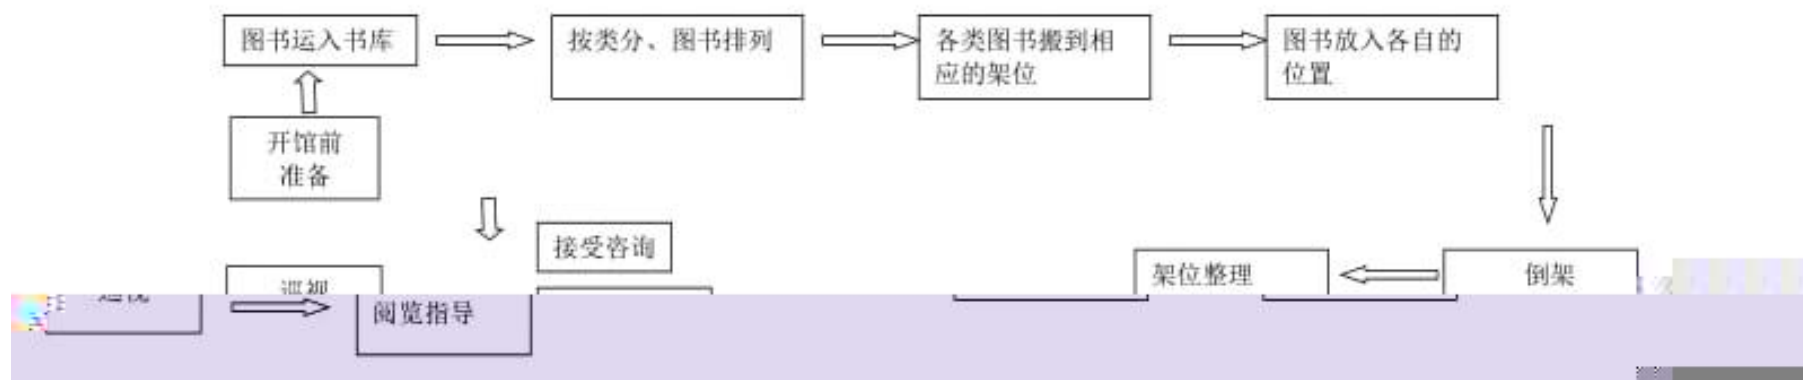 图书运入书库
按类分、图书排列
各类图书搬到相
应的架位
图书放入各自的
位置
开馆前
准备
接受咨询
巡视
架位整理
倒架
阅览指导